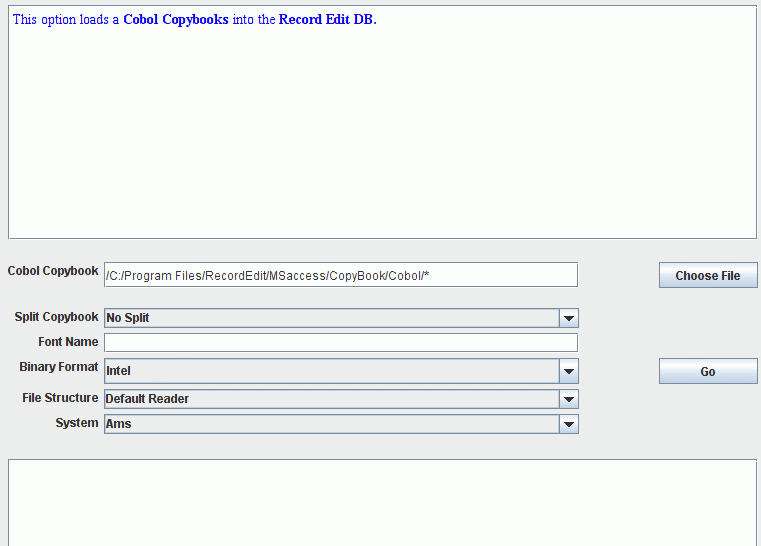 This option loads a Cobol Copybooks into the Record Edit DB.
Cobol Copybook /C:/Program Files/RecordEdit/MSaccess/CopyBook/Cobol/* Choose File
Split Copybook No Split
Font Name
Binary Format Intel Go
File Structure Default Reader
System Ams